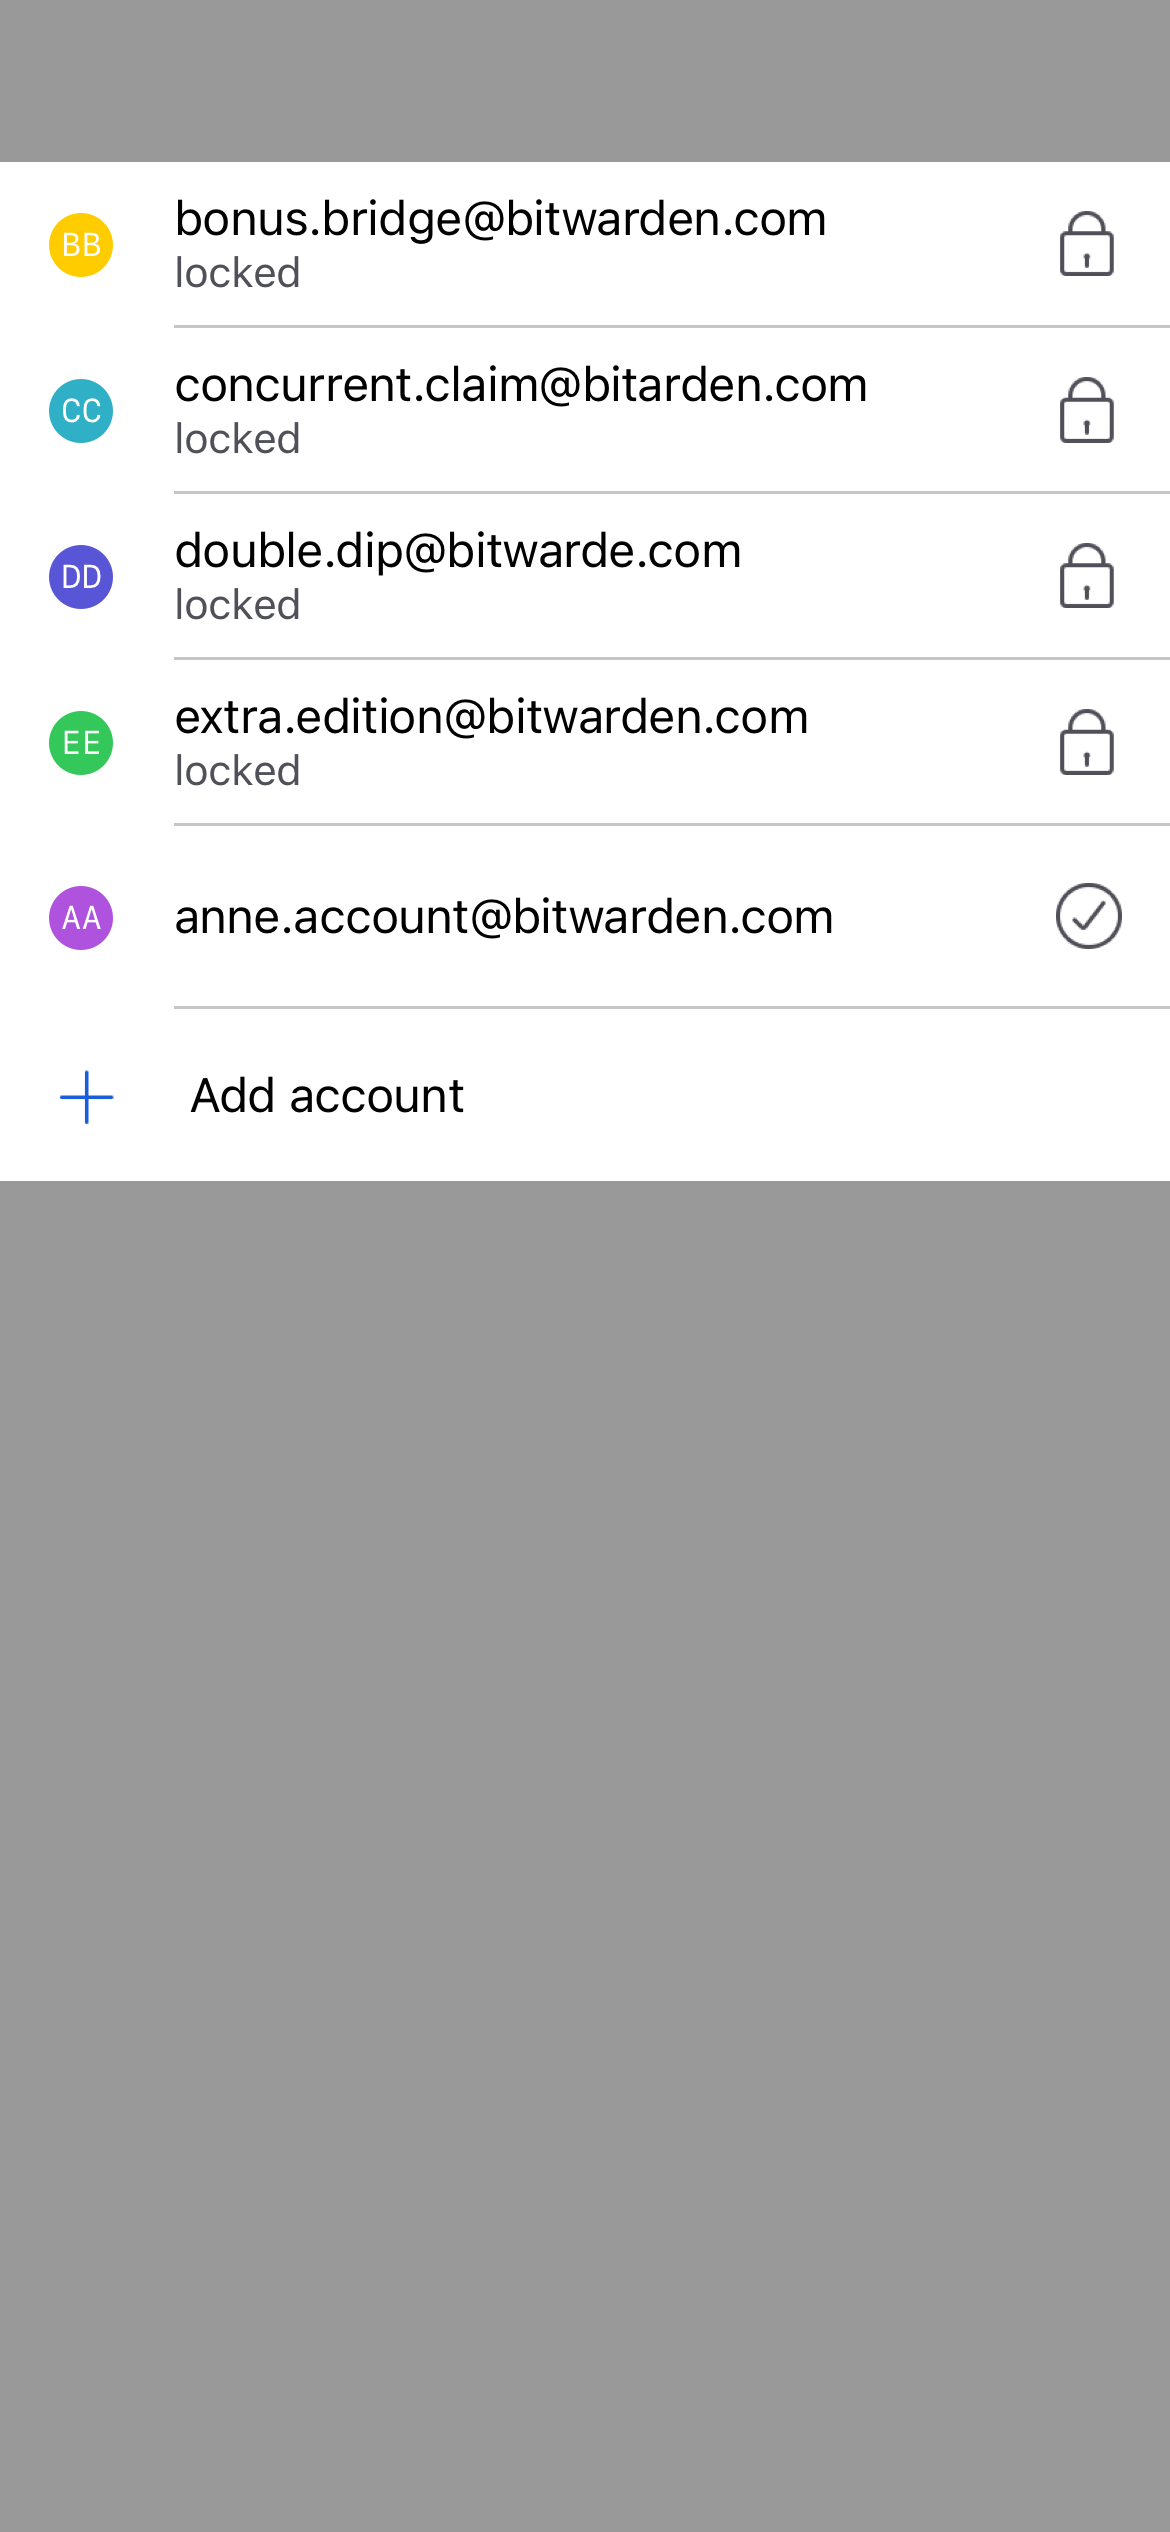 BB bonus.bridge@bitwarden.com
locked
CC concurrent.claim@bitarden.com
locked
DD double.dip@bitwarde.com
locked
EE extra.edition@bitwarden.com
locked
AA anne.account@bitwarden.com
Add account